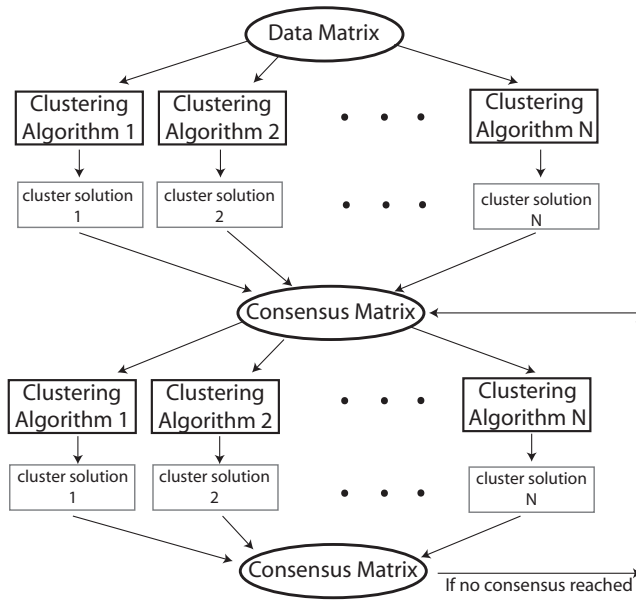 Data Matrix
Clustering
Algorithm 1
Clustering
Algorithm 2
Clustering
Algorithm N
cluster solution
1
cluster solution
2
cluster solution
N
Consensus Matrix
Clustering
Algorithm 1
Clustering
Algorithm 2
Clustering
Algorithm N
cluster solution
1
cluster solution
2
cluster solution
N
Consensus Matrix
If no consensus reached